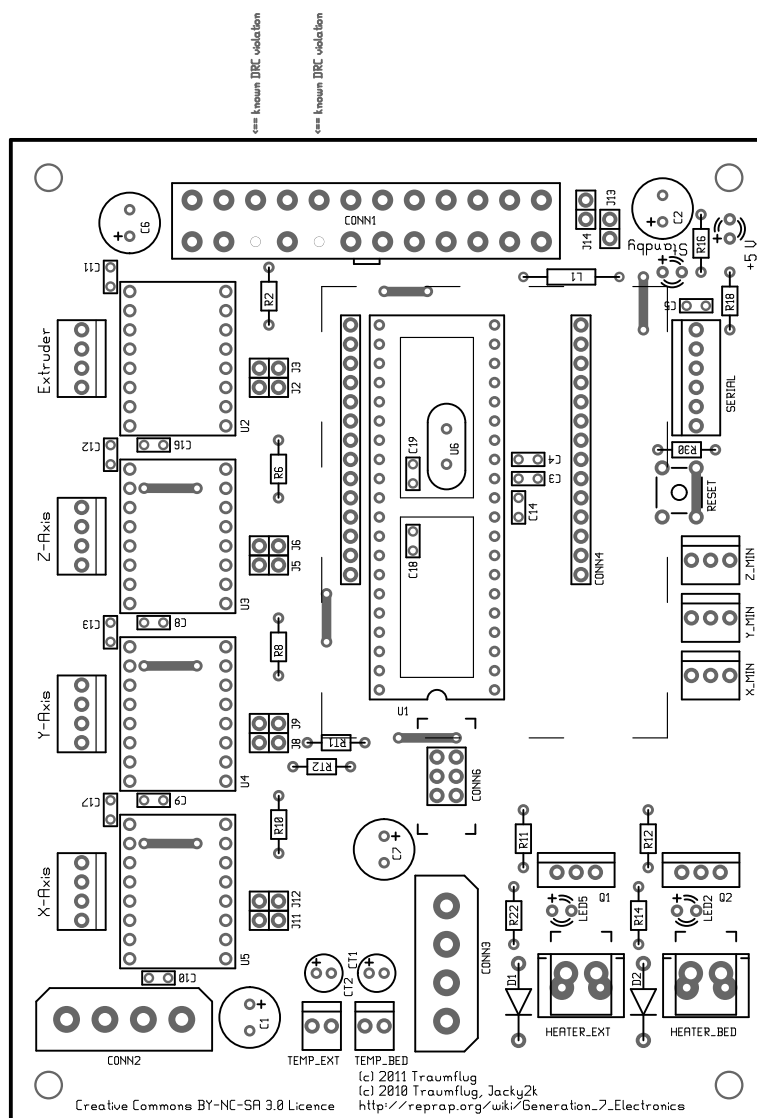 <== known DRC violation
<== known DRC violation
C6
CONN1
J13
J14
C2
Standby
R16
+5 V
C11
R2
L1
C5
R18
Extruder
J3
J2
U2
SERIAL
C12
C16
R6
C19
U6
C4
C3
R30
RESET
Z-Axis
C14
J6
J5
C18
CONN4
Z_MIN
U3
C13
C8
R8
Y_MIN
X_MIN
Y-Axis
U1
J9
J8
RT1
RT2
U4
CONN6
C17
C9
R10
C7
R11
R12
X-Axis
Q1
Q2
J12
J11
R22
LED5
R14
LED2
U5
CONN3
C10
CT1
CT2
D1
D2
C1
HEATER_EXT
HEATER_BED
CONN2
TEMP_EXT
TEMP_BED
(c) 2011 Traumflug
(c) 2010 Traumflug, Jacky2k
Creative Commons BY-NC-SA 3.0 Licence
http://reprap.org/wiki/Generation_7_Electronics